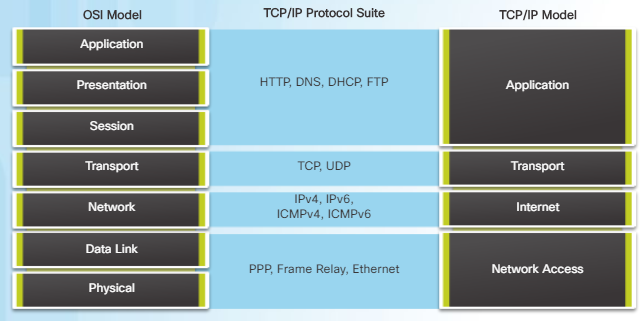 OSI Model
TCP/IP Protocol Suite
TCP/IP Model
Application
Presentation
Session
HTTP, DNS, DHCP, FTP
Application
Transport
TCP, UDP
Transport
Network
IPv4, IPv6,
ICMPv4, ICMPv6
Internet
Data Link
Physical
PPP, Frame Relay, Ethernet
Network Access